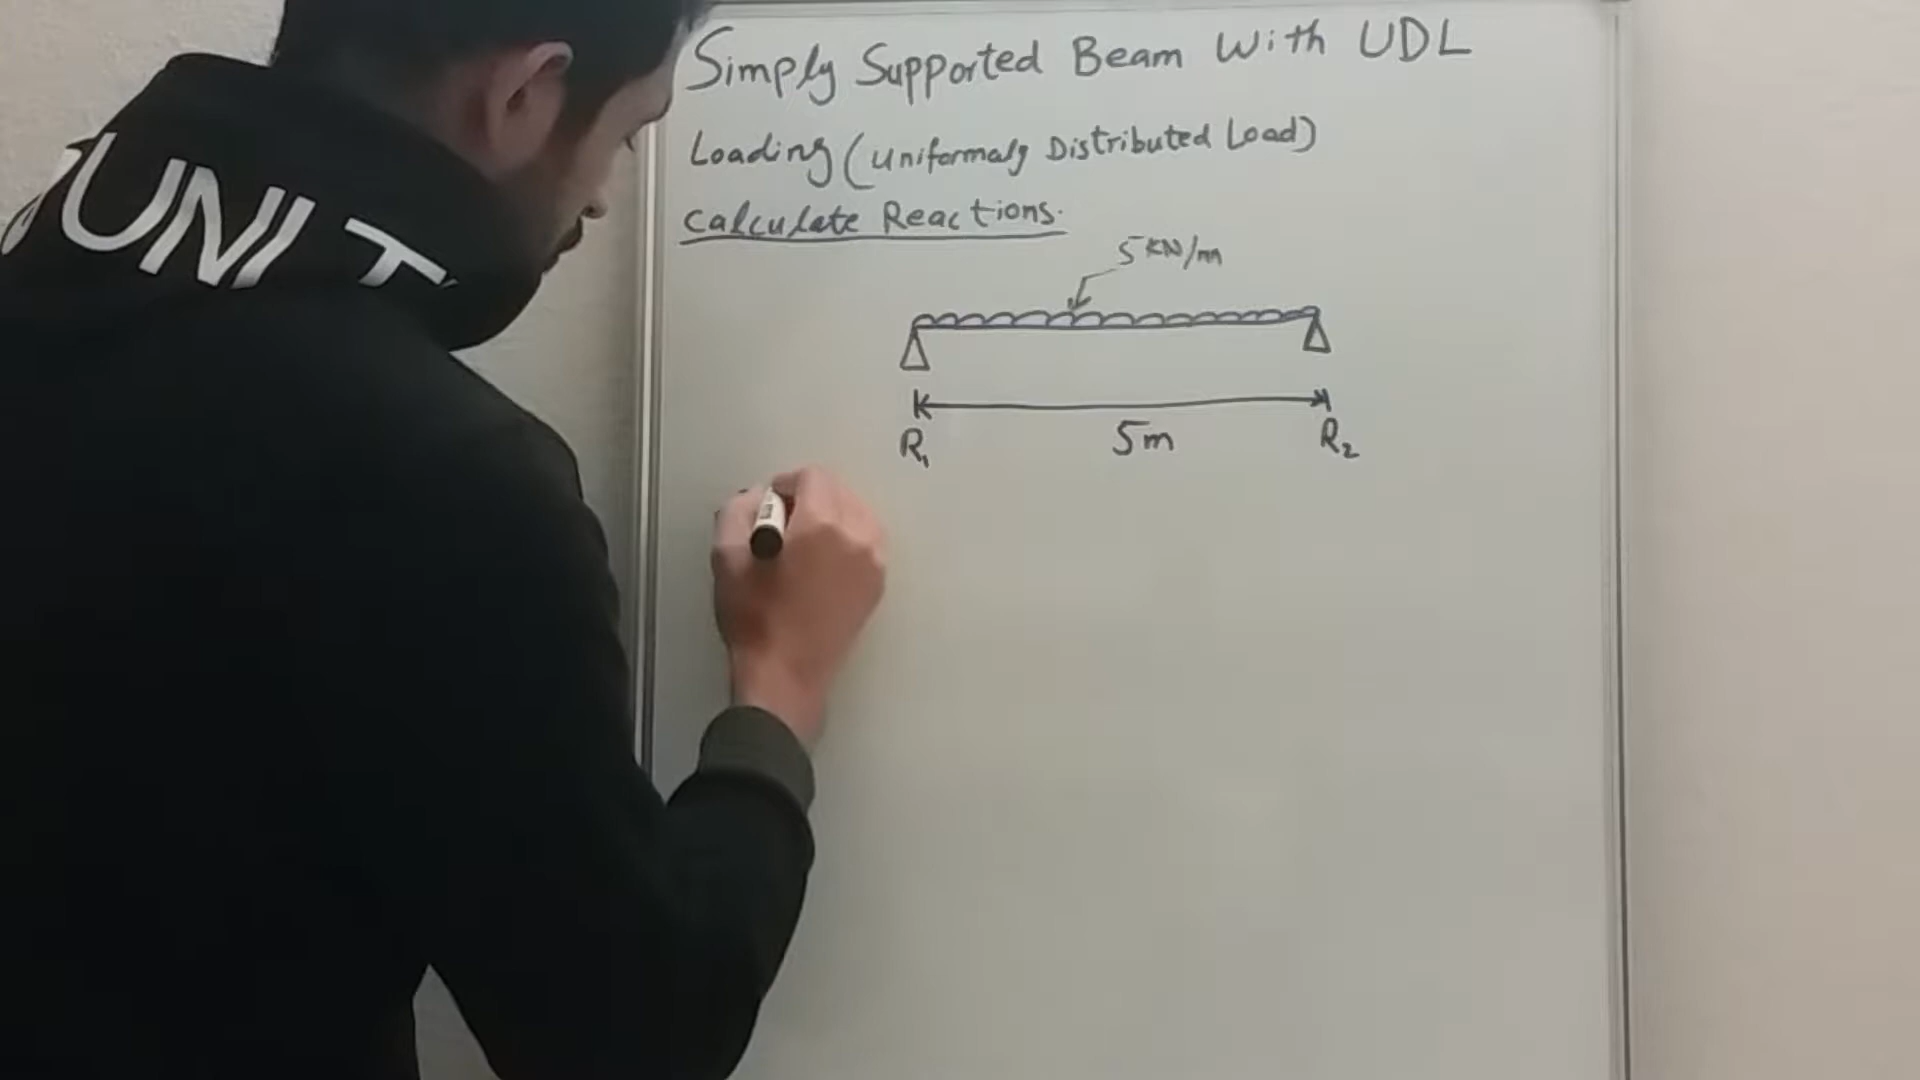 Simply Supported Beam With UDL
Loading (Uniformaly Distributed Load)
Calculate Reactions.
5 KN/m
R1 5m R2
UNIT